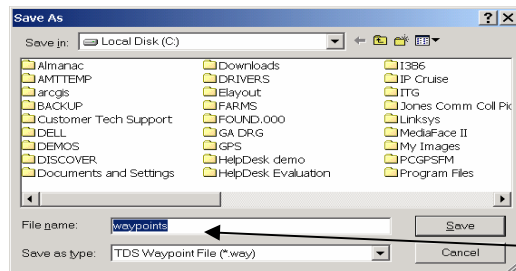 Save As
Save in: Local Disk (C:)
Almanac Downloads I386
AMTTEMP DRIVERS IP Cruise
arcgis Elayout ITG
BACKUP FARMS Jones Comm Coll Pic
Customer Tech Support FOUND.000 Linksys
DELL GA DRG MediaFace II
DEMOS GPS My Images
DISCOVER HelpDesk demo PCGPSFM
Documents and Settings HelpDesk Evaluation Program Files
File name: waypoints Save
Save as type: TDS Waypoint File (*.way) Cancel